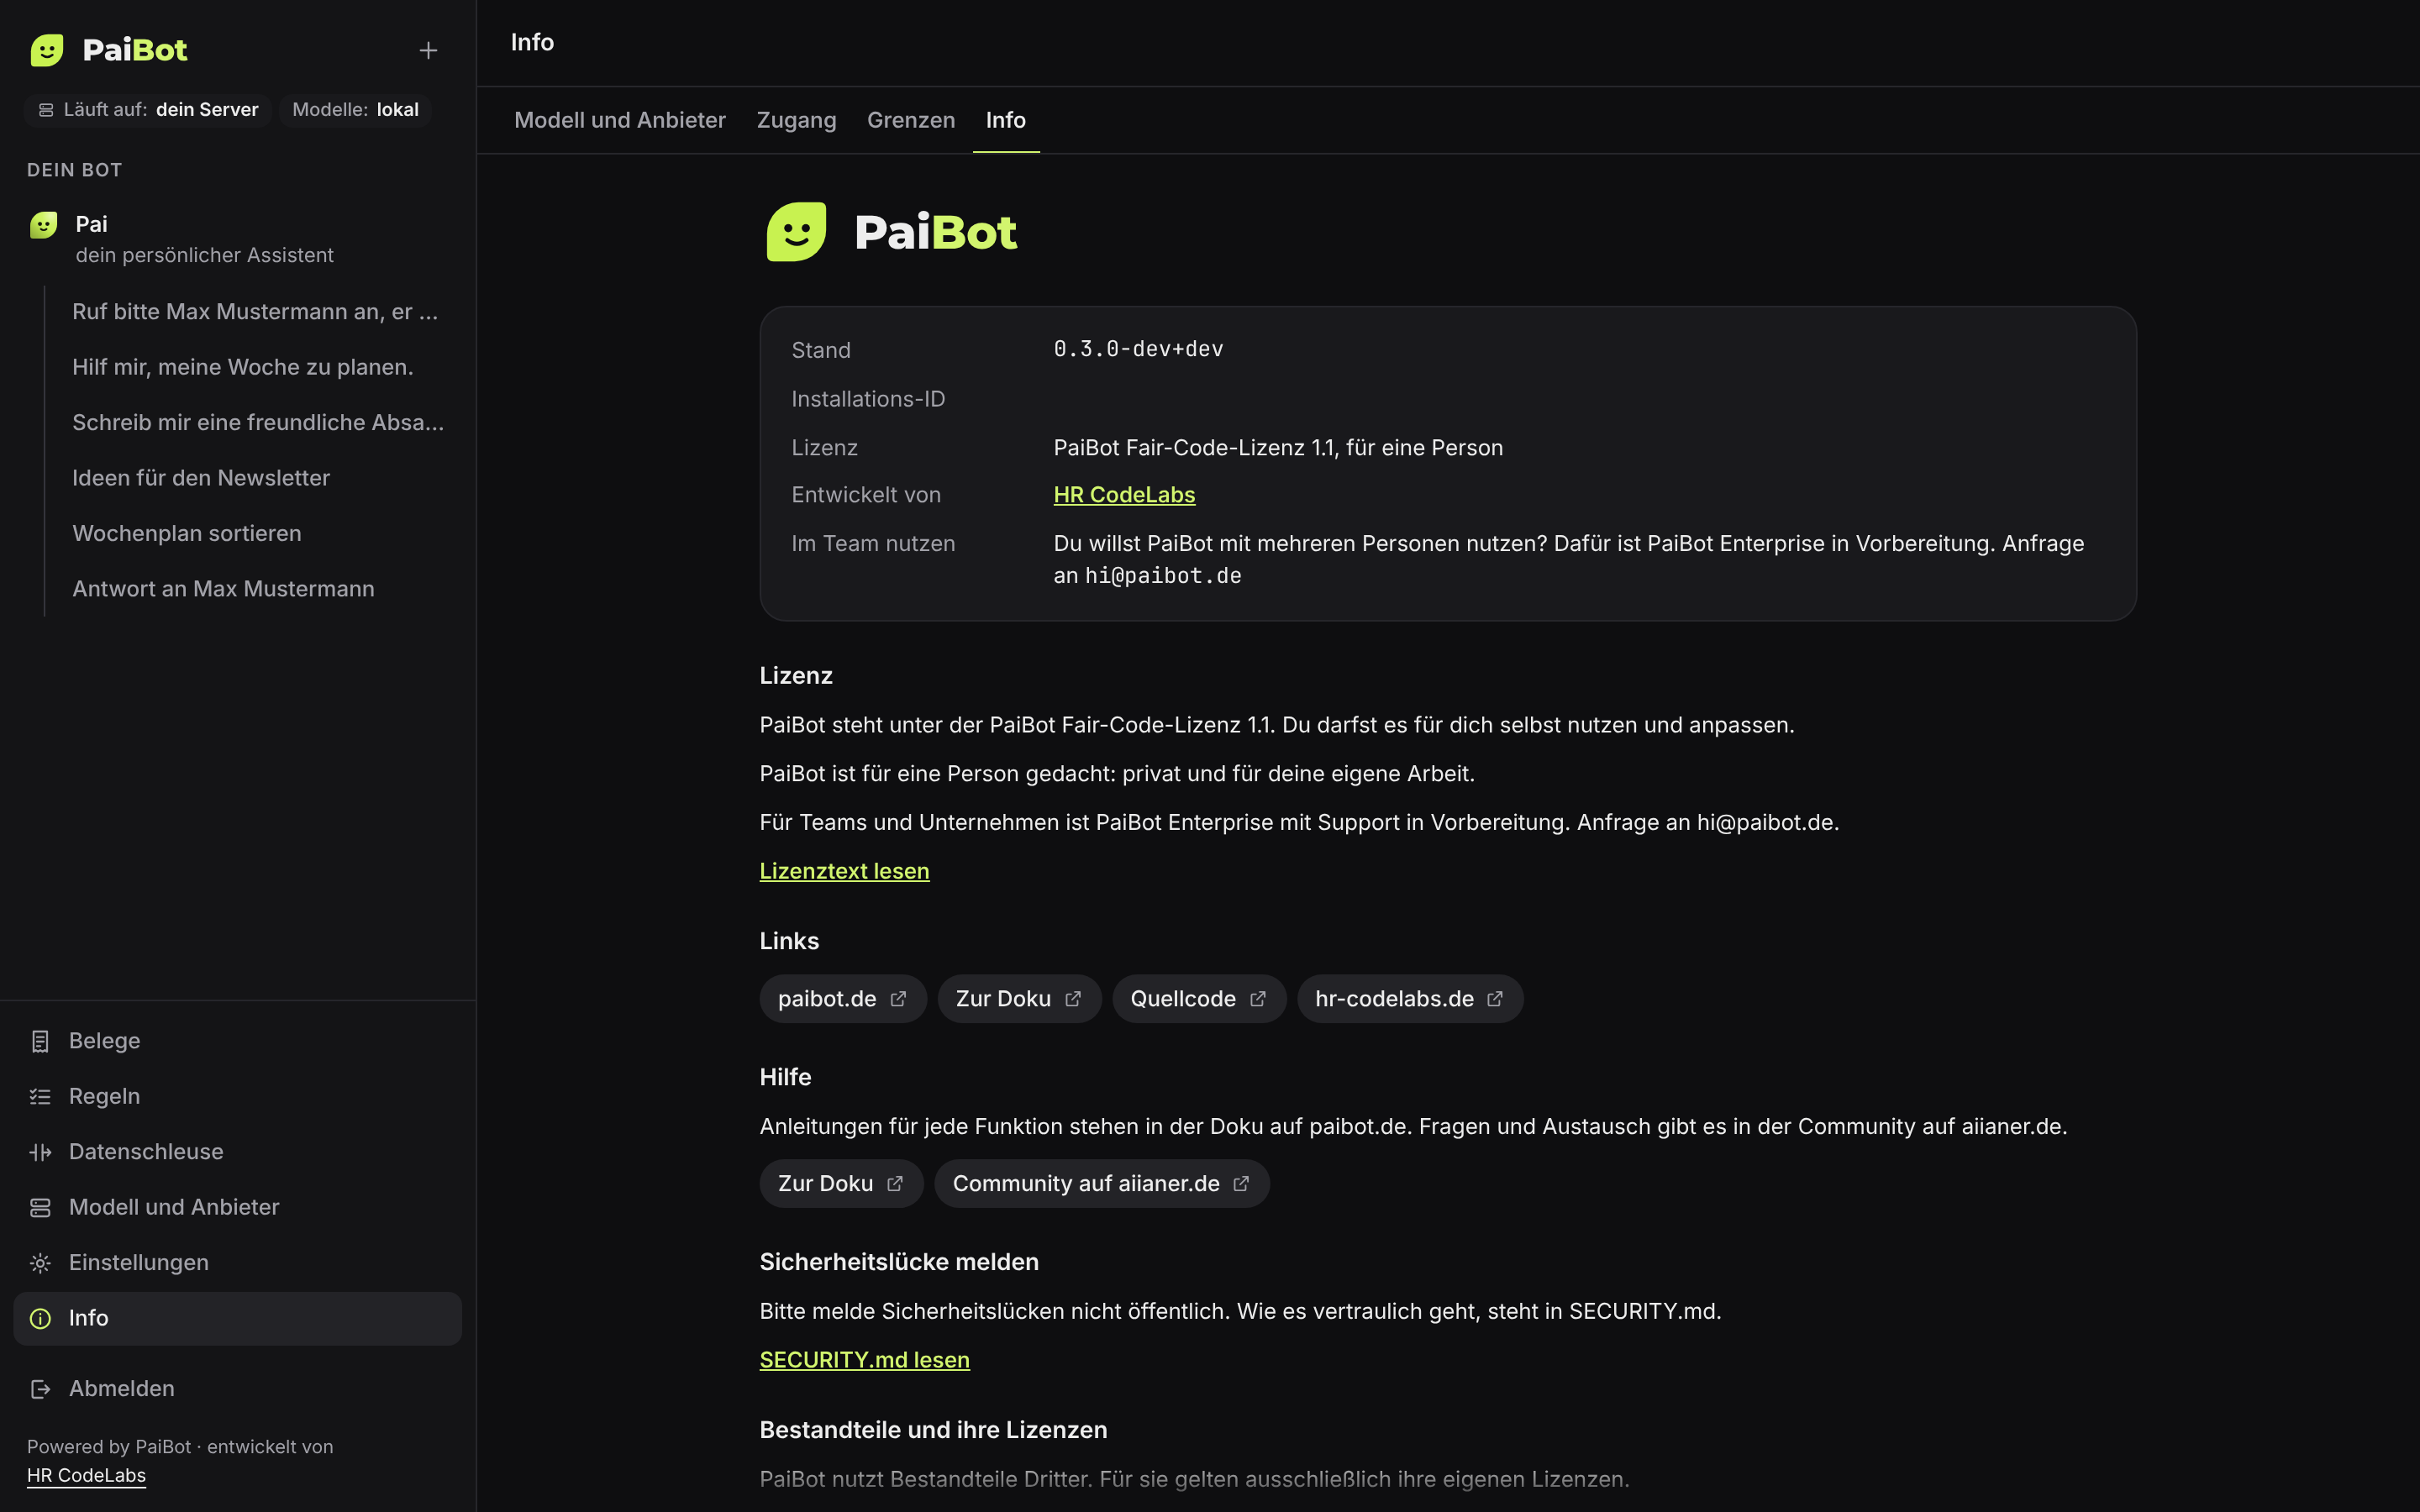 PaiBot
Läuft auf: dein Server
Modelle: lokal
DEIN BOT
Pai
dein persönlicher Assistent
Ruf bitte Max Mustermann an, er ...
Hilf mir, meine Woche zu planen.
Schreib mir eine freundliche Absa...
Ideen für den Newsletter
Wochenplan sortieren
Antwort an Max Mustermann
Belege
Regeln
Datenschleuse
Modell und Anbieter
Einstellungen
Info
Abmelden
Powered by PaiBot · entwickelt von
HR CodeLabs
Info
Modell und Anbieter
Zugang
Grenzen
Info
PaiBot
Stand 0.3.0-dev+dev
Installations-ID
Lizenz PaiBot Fair-Code-Lizenz 1.1, für eine Person
Entwickelt von HR CodeLabs
Im Team nutzen Du willst PaiBot mit mehreren Personen nutzen? Dafür ist PaiBot Enterprise in Vorbereitung. Anfrage
an hi@paibot.de
Lizenz
PaiBot steht unter der PaiBot Fair-Code-Lizenz 1.1. Du darfst es für dich selbst nutzen und anpassen.
PaiBot ist für eine Person gedacht: privat und für deine eigene Arbeit.
Für Teams und Unternehmen ist PaiBot Enterprise mit Support in Vorbereitung. Anfrage an hi@paibot.de.
Lizenztext lesen
Links
paibot.de
Zur Doku
Quellcode
hr-codelabs.de
Hilfe
Anleitungen für jede Funktion stehen in der Doku auf paibot.de. Fragen und Austausch gibt es in der Community auf aiianer.de.
Zur Doku
Community auf aiianer.de
Sicherheitslücke melden
Bitte melde Sicherheitslücken nicht öffentlich. Wie es vertraulich geht, steht in SECURITY.md.
SECURITY.md lesen
Bestandteile und ihre Lizenzen
PaiBot nutzt Bestandteile Dritter. Für sie gelten ausschließlich ihre eigenen Lizenzen.